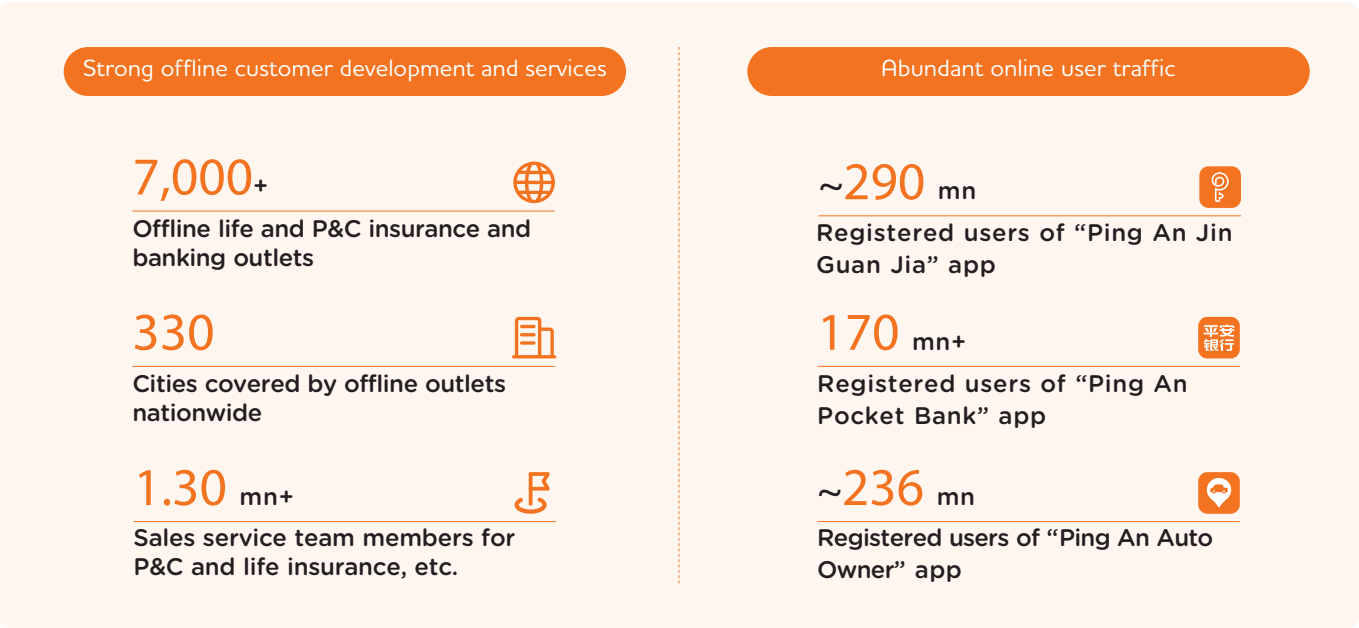 Strong offline customer development and services
7,000+
Offline life and P&C insurance and
banking outlets
330
Cities covered by offline outlets
nationwide
1.30 mn+
Sales service team members for
P&C and life insurance, etc.
Abundant online user traffic
~290 mn
Registered users of “Ping An Jin
Guan Jia” app
170 mn+
平安
银行
Registered users of “Ping An
Pocket Bank” app
~236 mn
Registered users of “Ping An Auto
Owner” app